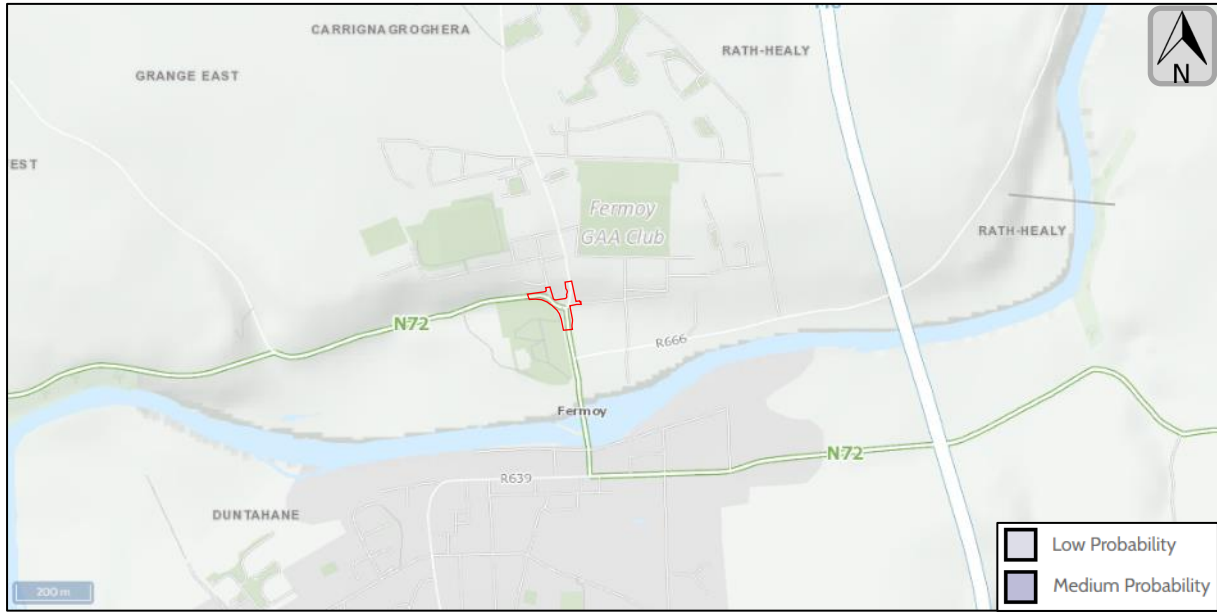 CARRIGNAGROGHERA
RATH-HEALY
N
GRANGE EAST
EST
Fermoy
GAA Club
RATH-HEALY
N72
R666
Fermoy
N72
R639
DUNTAHANE
Low Probability
Medium Probability
200 m